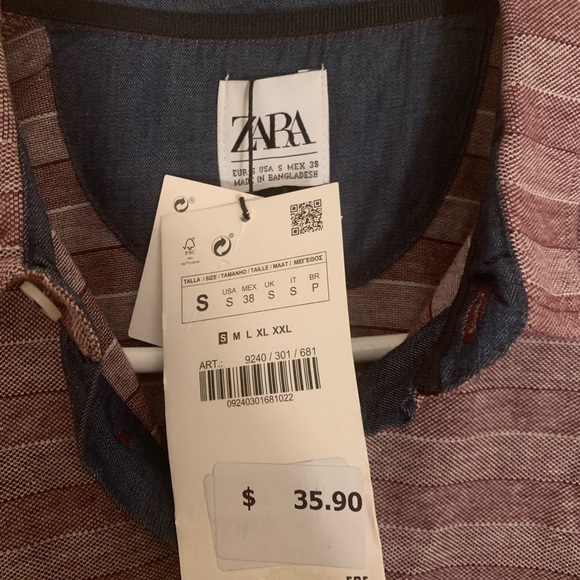 ZARA
EUR S USA S MEX 38
MADE IN BANGLADESH
FSC
TALLA / SIZE / TAMANHO / TAILLE / MAAT / ΜΕΓΕΘΟΣ
S USA S MEX 38 UK S IT S BR P
S M L XL XXL
ART.: 9240 / 301 / 681
09240301681022
$ 35.90